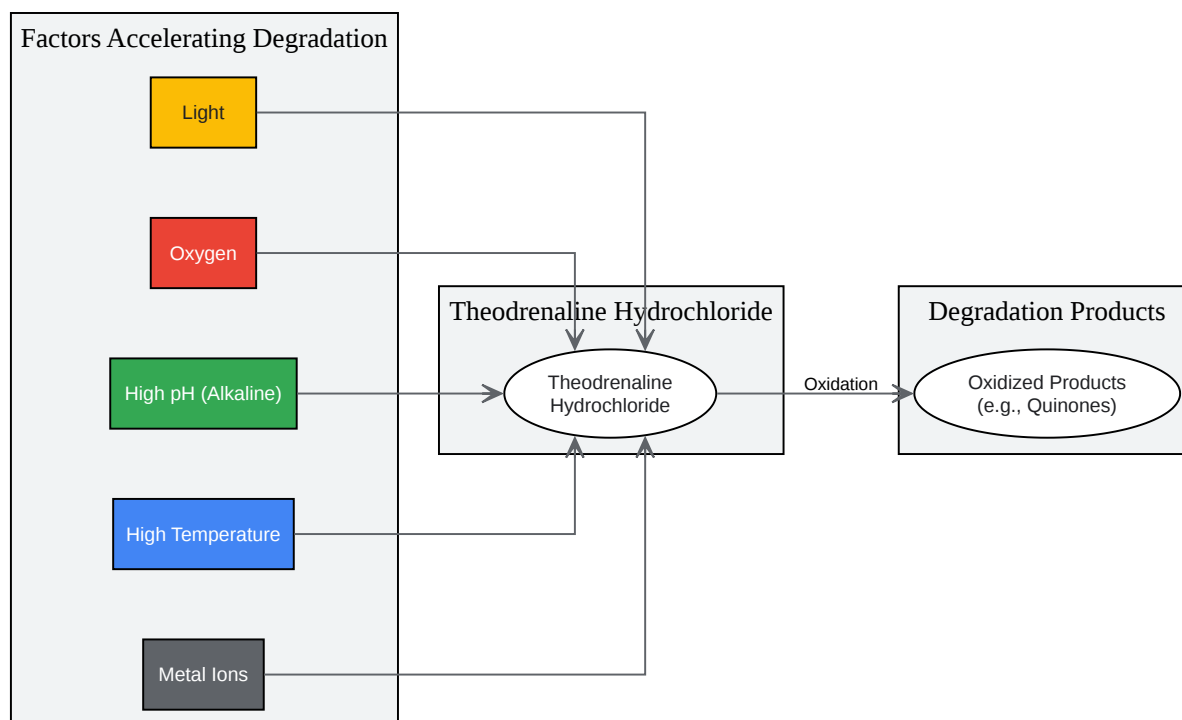 Factors Accelerating Degradation
Light
Oxygen
High pH (Alkaline)
High Temperature
Metal Ions
Theodrenaline Hydrochloride
Theodrenaline
Hydrochloride
Oxidation
Degradation Products
Oxidized Products
(e.g., Quinones)